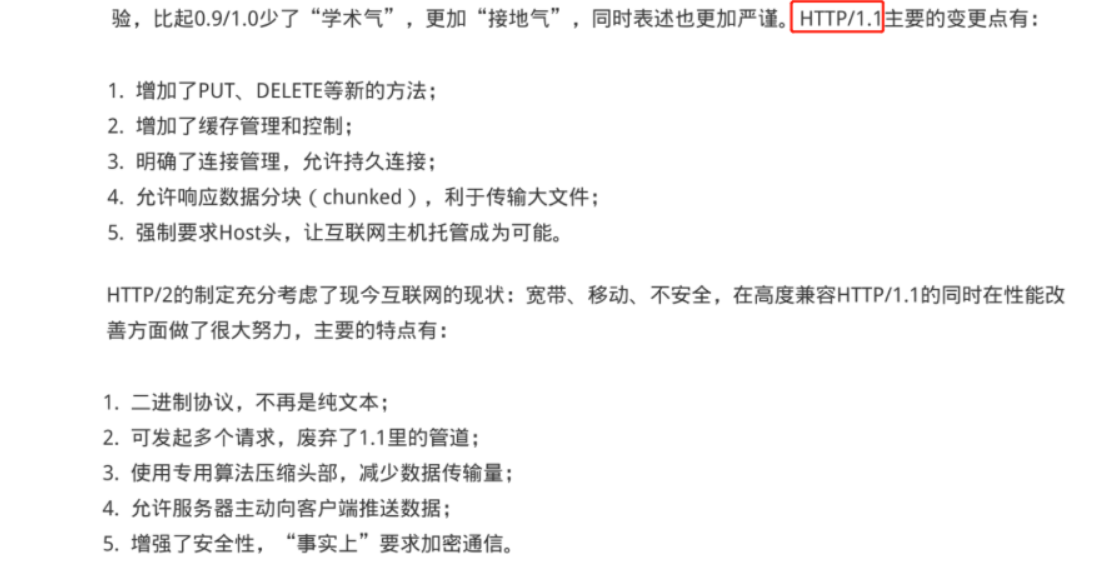 验，比起0.9/1.0少了“学术气”，更加“接地气”，同时表述也更加严谨。HTTP/1.1主要的变更点有：
1. 增加了PUT、DELETE等新的方法；
2. 增加了缓存管理和控制；
3. 明确了连接管理，允许持久连接；
4. 允许响应数据分块（chunked），利于传输大文件；
5. 强制要求Host头，让互联网主机托管成为可能。
HTTP/2的制定充分考虑了现今互联网的现状：宽带、移动、不安全，在高度兼容HTTP/1.1的同时在性能改
善方面做了很大努力，主要的特点有：
1. 二进制协议，不再是纯文本；
2. 可发起多个请求，废弃了1.1里的管道；
3. 使用专用算法压缩头部，减少数据传输量；
4. 允许服务器主动向客户端推送数据；
5. 增强了安全性，“事实上”要求加密通信。